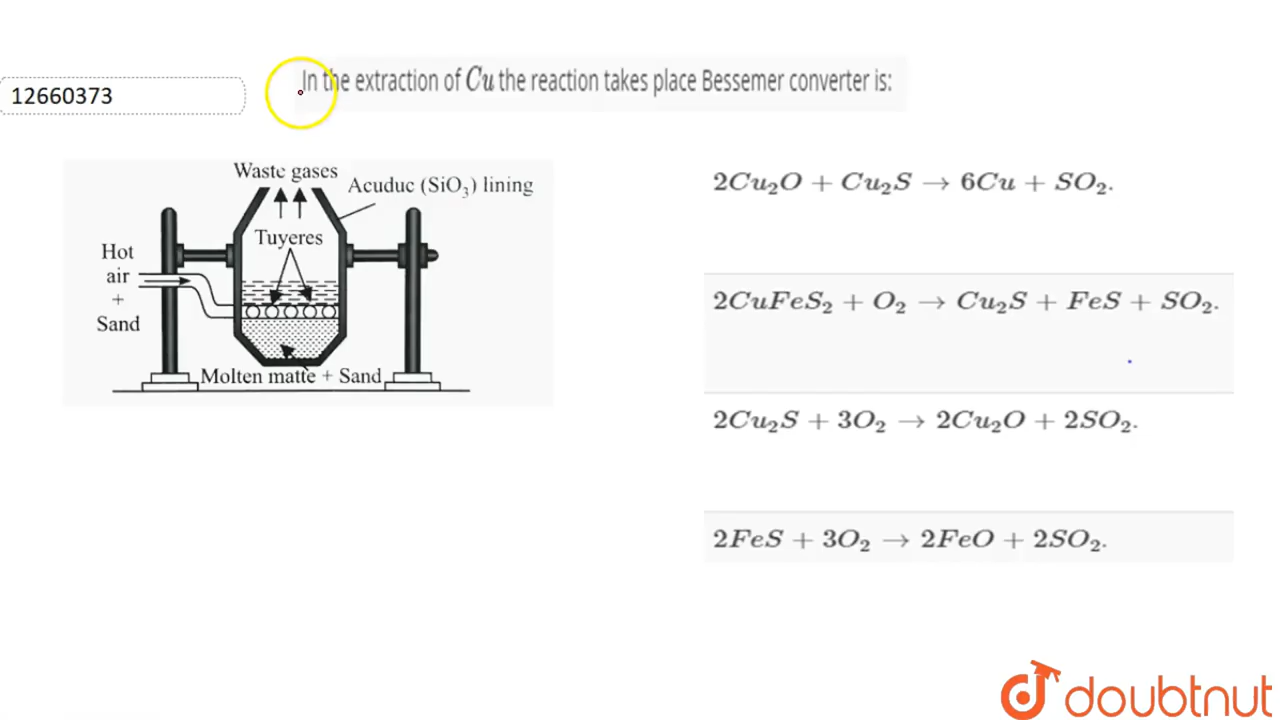 In the extraction of Cu the reaction takes place Bessemer converter is:
12660373
Waste gases
Acuduc (SiO₃) lining
Tuyeres
Hot
air
+
Sand
Molten matte + Sand
2Cu₂O + Cu₂S → 6Cu + SO₂.
2CuFeS₂ + O₂ → Cu₂S + FeS + SO₂.
2Cu₂S + 3O₂ → 2Cu₂O + 2SO₂.
2FeS + 3O₂ → 2FeO + 2SO₂.
doubtnut